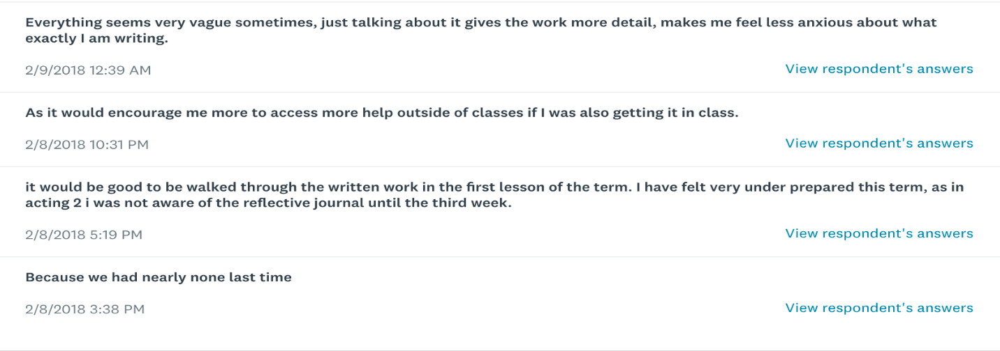 Everything seems very vague sometimes, just talking about it gives the work more detail, makes me feel less anxious about what
exactly I am writing.
2/9/2018 12:39 AM
View respondent's answers
As it would encourage me more to access more help outside of classes if I was also getting it in class.
2/8/2018 10:31 PM
View respondent's answers
it would be good to be walked through the written work in the first lesson of the term. I have felt very under prepared this term, as in
acting 2 i was not aware of the reflective journal until the third week.
2/8/2018 5:19 PM
View respondent's answers
Because we had nearly none last time
2/8/2018 3:38 PM
View respondent's answers